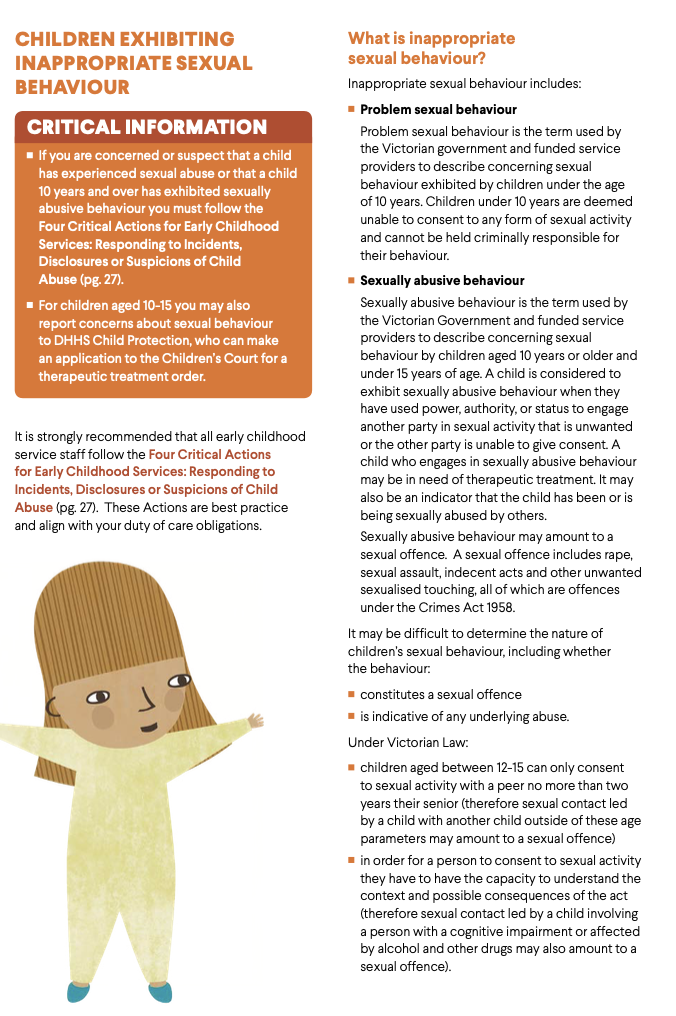 CHILDREN EXHIBITING
INAPPROPRIATE SEXUAL
BEHAVIOUR
CRITICAL INFORMATION
■ If you are concerned or suspect that a child
has experienced sexual abuse or that a child
10 years and over has exhibited sexually
abusive behaviour you must follow the
Four Critical Actions for Early Childhood
Services: Responding to Incidents,
Disclosures or Suspicions of Child
Abuse (pg. 27).
■ For children aged 10-15 you may also
report concerns about sexual behaviour
to DHHS Child Protection, who can make
an application to the Children's Court for a
therapeutic treatment order.
It is strongly recommended that all early childhood
service staff follow the Four Critical Actions
for Early Childhood Services: Responding to
Incidents, Disclosures or Suspicions of Child
Abuse (pg. 27). These Actions are best practice
and align with your duty of care obligations.
What is inappropriate
sexual behaviour?
Inappropriate sexual behaviour includes:
■ Problem sexual behaviour
Problem sexual behaviour is the term used by
the Victorian government and funded service
providers to describe concerning sexual
behaviour exhibited by children under the age
of 10 years. Children under 10 years are deemed
unable to consent to any form of sexual activity
and cannot be held criminally responsible for
their behaviour.
■ Sexually abusive behaviour
Sexually abusive behaviour is the term used by
the Victorian Government and funded service
providers to describe concerning sexual
behaviour by children aged 10 years or older and
under 15 years of age. A child is considered to
exhibit sexually abusive behaviour when they
have used power, authority, or status to engage
another party in sexual activity that is unwanted
or the other party is unable to give consent. A
child who engages in sexually abusive behaviour
may be in need of therapeutic treatment. It may
also be an indicator that the child has been or is
being sexually abused by others.
Sexually abusive behaviour may amount to a
sexual offence. A sexual offence includes rape,
sexual assault, indecent acts and other unwanted
sexualised touching, all of which are offences
under the Crimes Act 1958.
It may be difficult to determine the nature of
children's sexual behaviour, including whether
the behaviour:
■ constitutes a sexual offence
■ is indicative of any underlying abuse.
Under Victorian Law:
■ children aged between 12-15 can only consent
to sexual activity with a peer no more than two
years their senior (therefore sexual contact led
by a child with another child outside of these age
parameters may amount to a sexual offence)
■ in order for a person to consent to sexual activity
they have to have the capacity to understand the
context and possible consequences of the act
(therefore sexual contact led by a child involving
a person with a cognitive impairment or affected
by alcohol and other drugs may also amount to a
sexual offence).